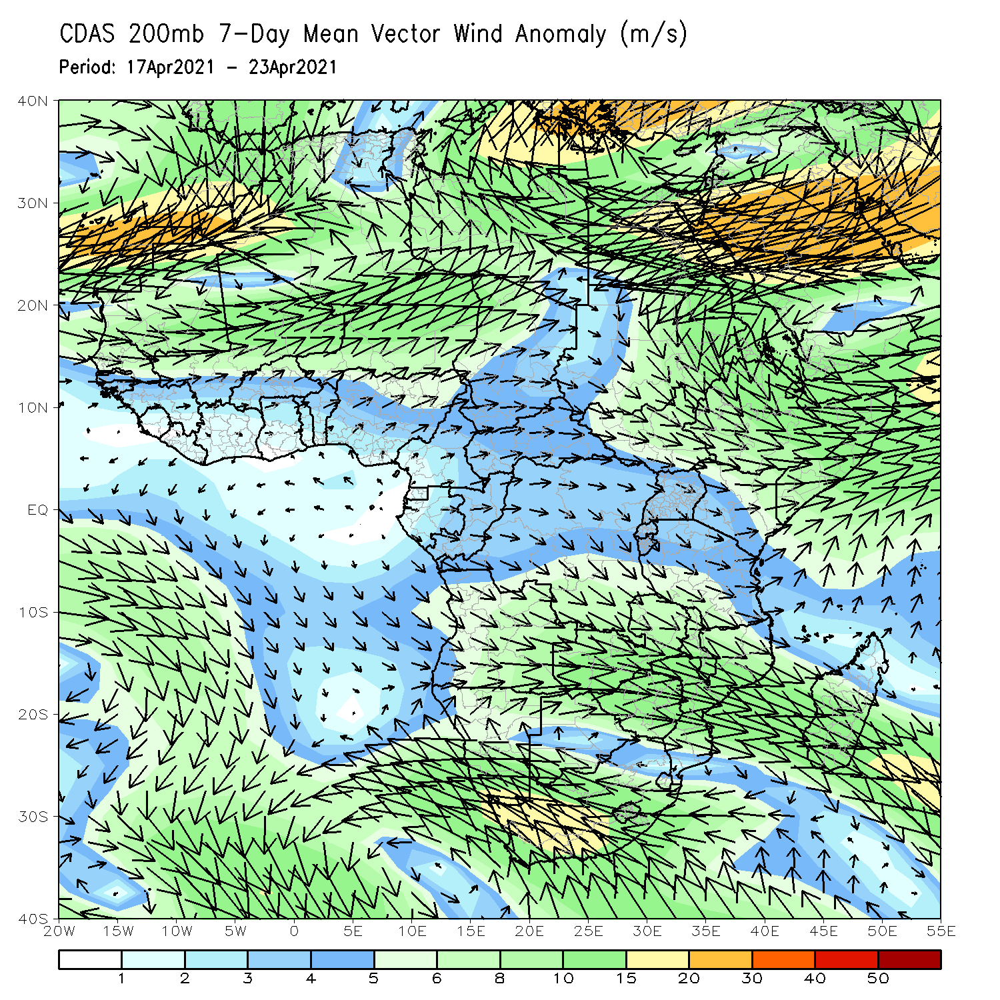 CDAS 200mb 7-Day Mean Vector Wind Anomaly (m/s)
Period: 17Apr2021 - 23Apr2021
40N
30N
20N
10N
EQ
10S
20S
30S
40S
20W 15W 10W 5W 0 5E 10E 15E 20E 25E 30E 35E 40E 45E 50E 55E
1 2 3 4 5 6 8 10 15 20 30 40 50